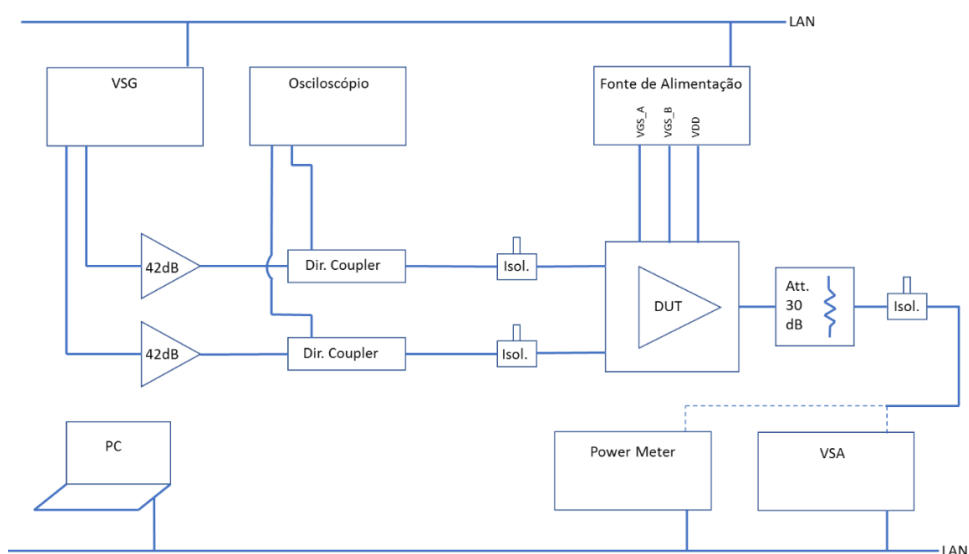 LAN
VSG
Osciloscópio
Fonte de Alimentação
VGS_A
VGS_B
VDD
42dB
Dir. Coupler
Isol.
DUT
Att.
30
dB
Isol.
42dB
Dir. Coupler
Isol.
PC
Power Meter
VSA
LAN